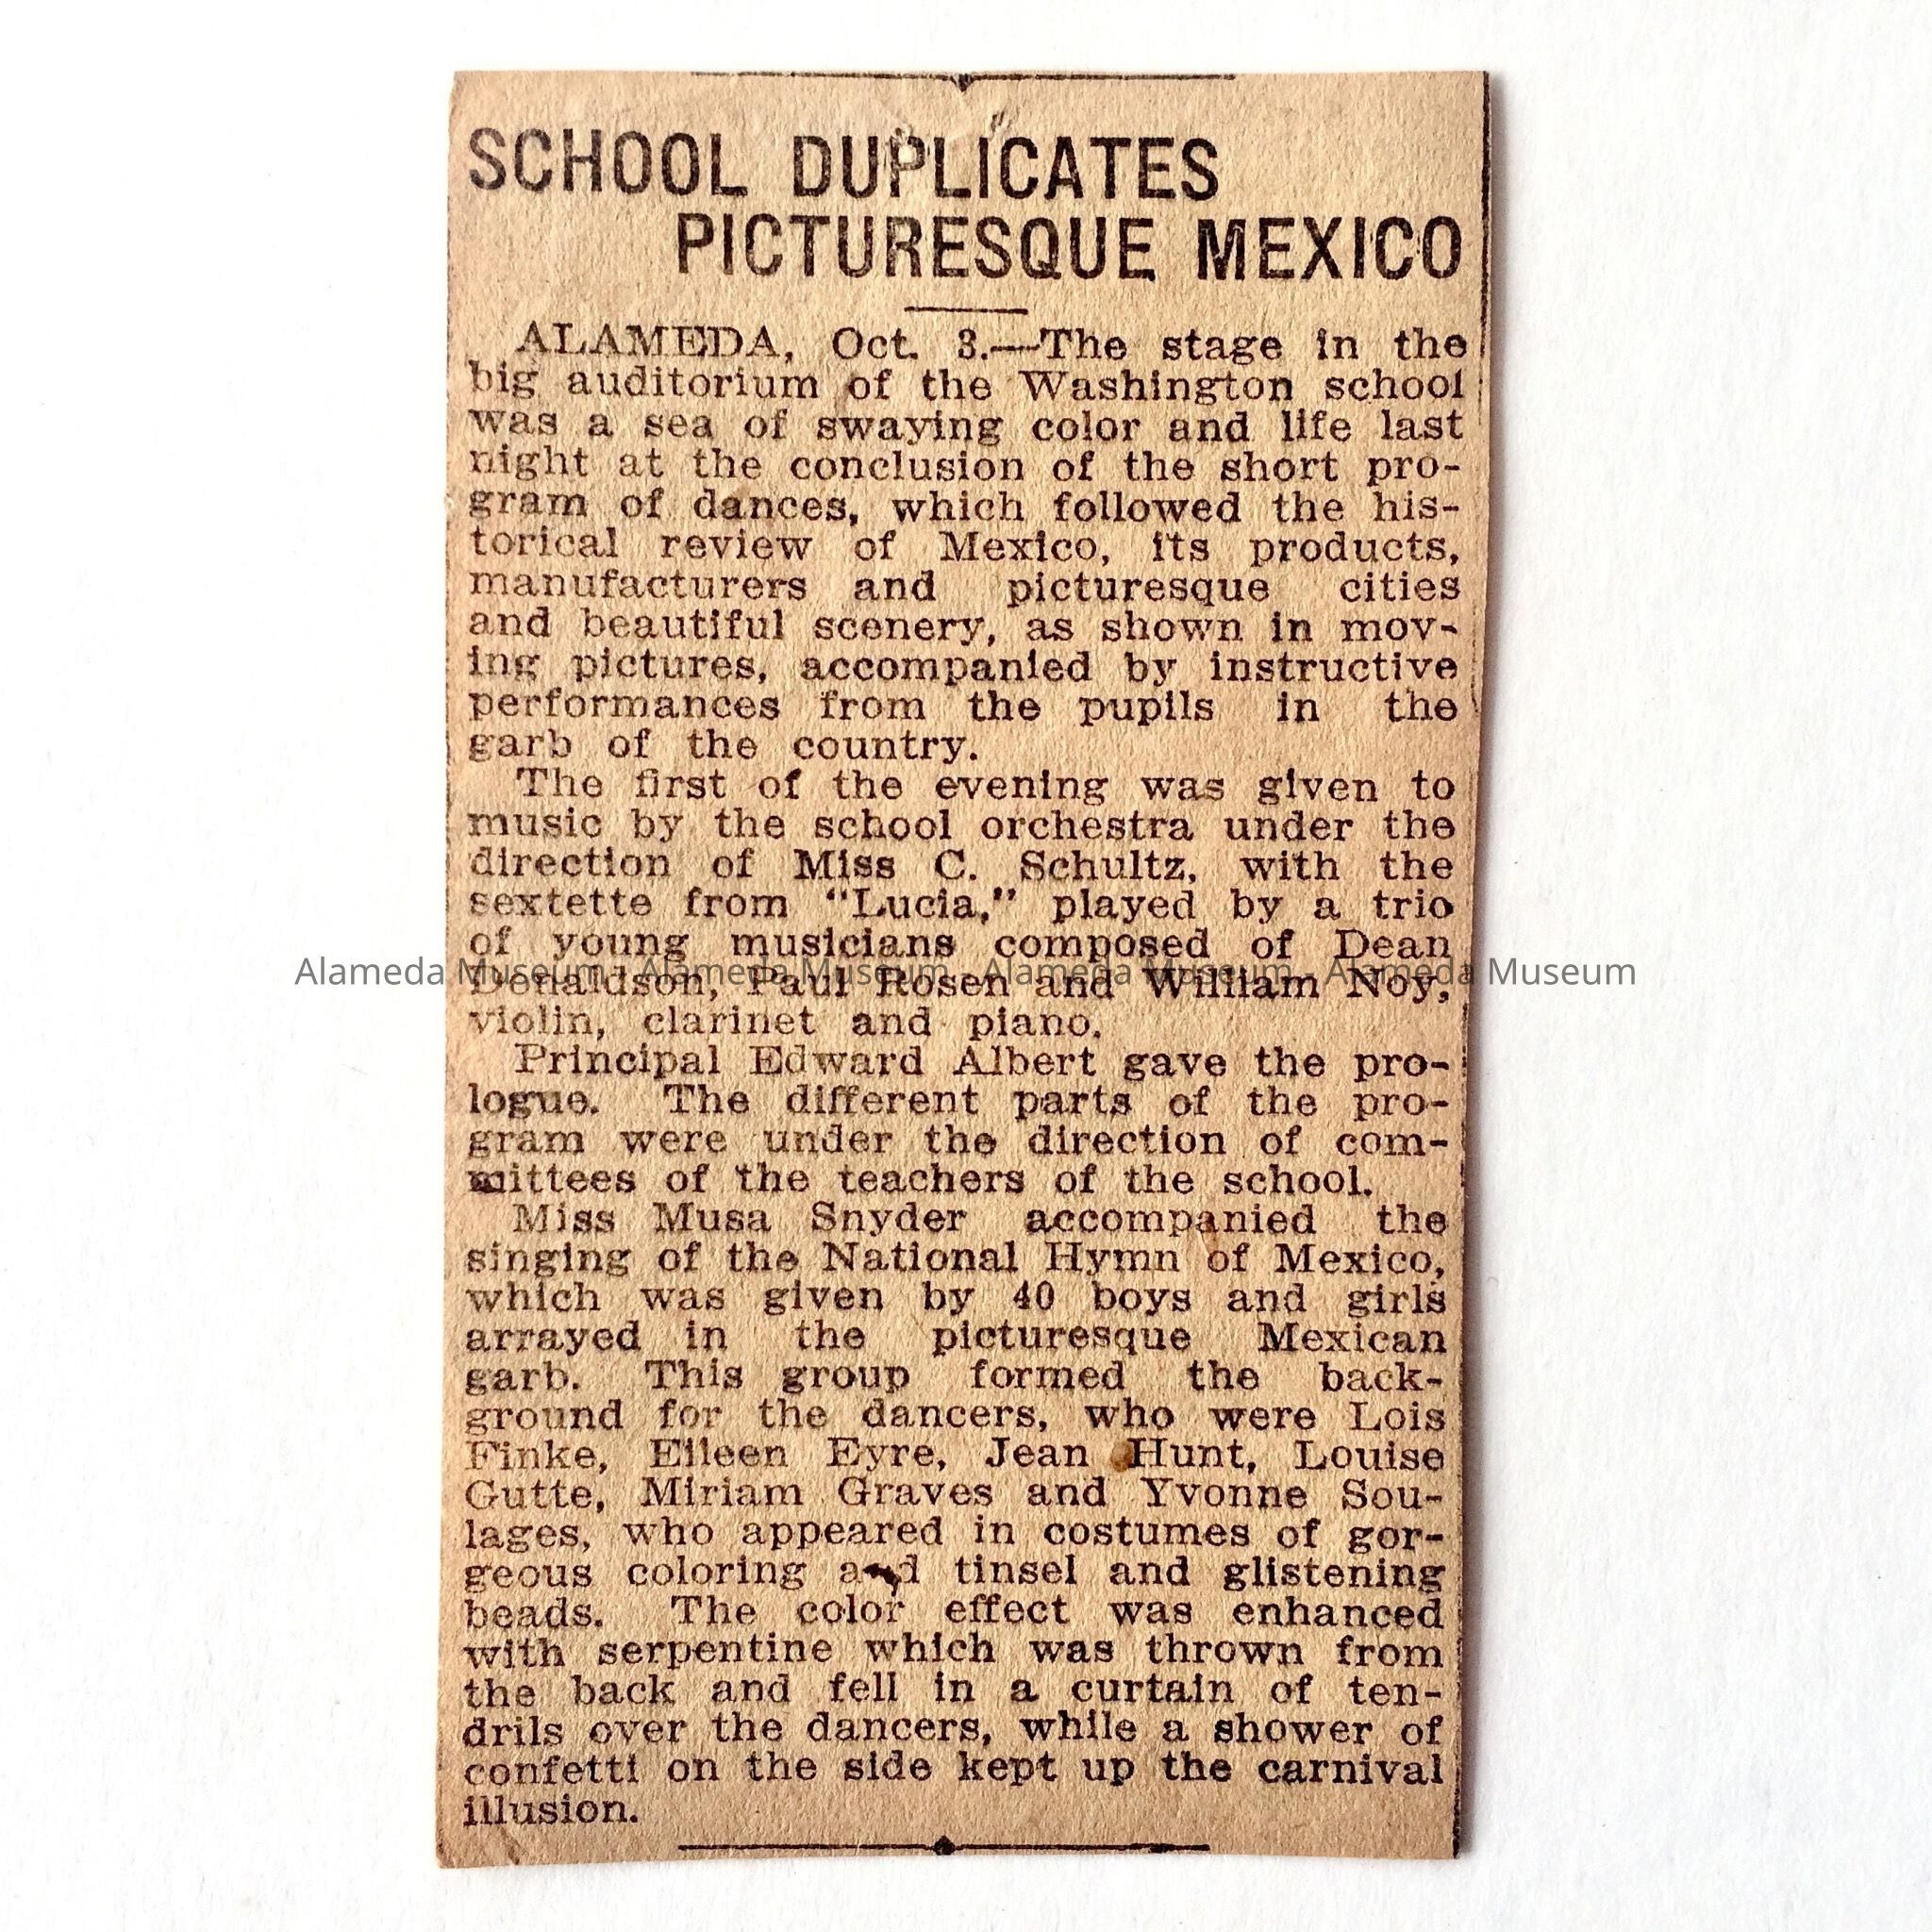 SCHOOL DUPLICATES
PICTURESQUE MEXICO
ALAMEDA, Oct. 3.—The stage in the
big auditorium of the Washington school
was a sea of swaying color and life last
night at the conclusion of the short pro-
gram of dances, which followed the his-
torical review of Mexico, its products,
manufacturers and picturesque cities
and beautiful scenery, as shown in mov-
ing pictures, accompanied by instructive
performances from the pupils in the
garb of the country.
The first of the evening was given to
music by the school orchestra under the
direction of Miss C. Schultz, with the
sextette from "Lucia," played by a trio
of young musicians composed of Dean
Alameda Museum - Alameda Museum - Alameda Museum - Alameda Museum
Donaldson, Paul Rosen and William Noy,
violin, clarinet and piano.
Principal Edward Albert gave the pro-
logue. The different parts of the pro-
gram were under the direction of com-
mittees of the teachers of the school.
Miss Musa Snyder accompanied the
singing of the National Hymn of Mexico,
which was given by 40 boys and girls
arrayed in the picturesque Mexican
garb. This group formed the back-
ground for the dancers, who were Lois
Finke, Eileen Eyre, Jean Hunt, Louise
Gutte, Miriam Graves and Yvonne Sou-
lages, who appeared in costumes of gor-
geous coloring and tinsel and glistening
beads. The color effect was enhanced
with serpentine which was thrown from
the back and fell in a curtain of ten-
drils over the dancers, while a shower of
confetti on the side kept up the carnival
illusion.